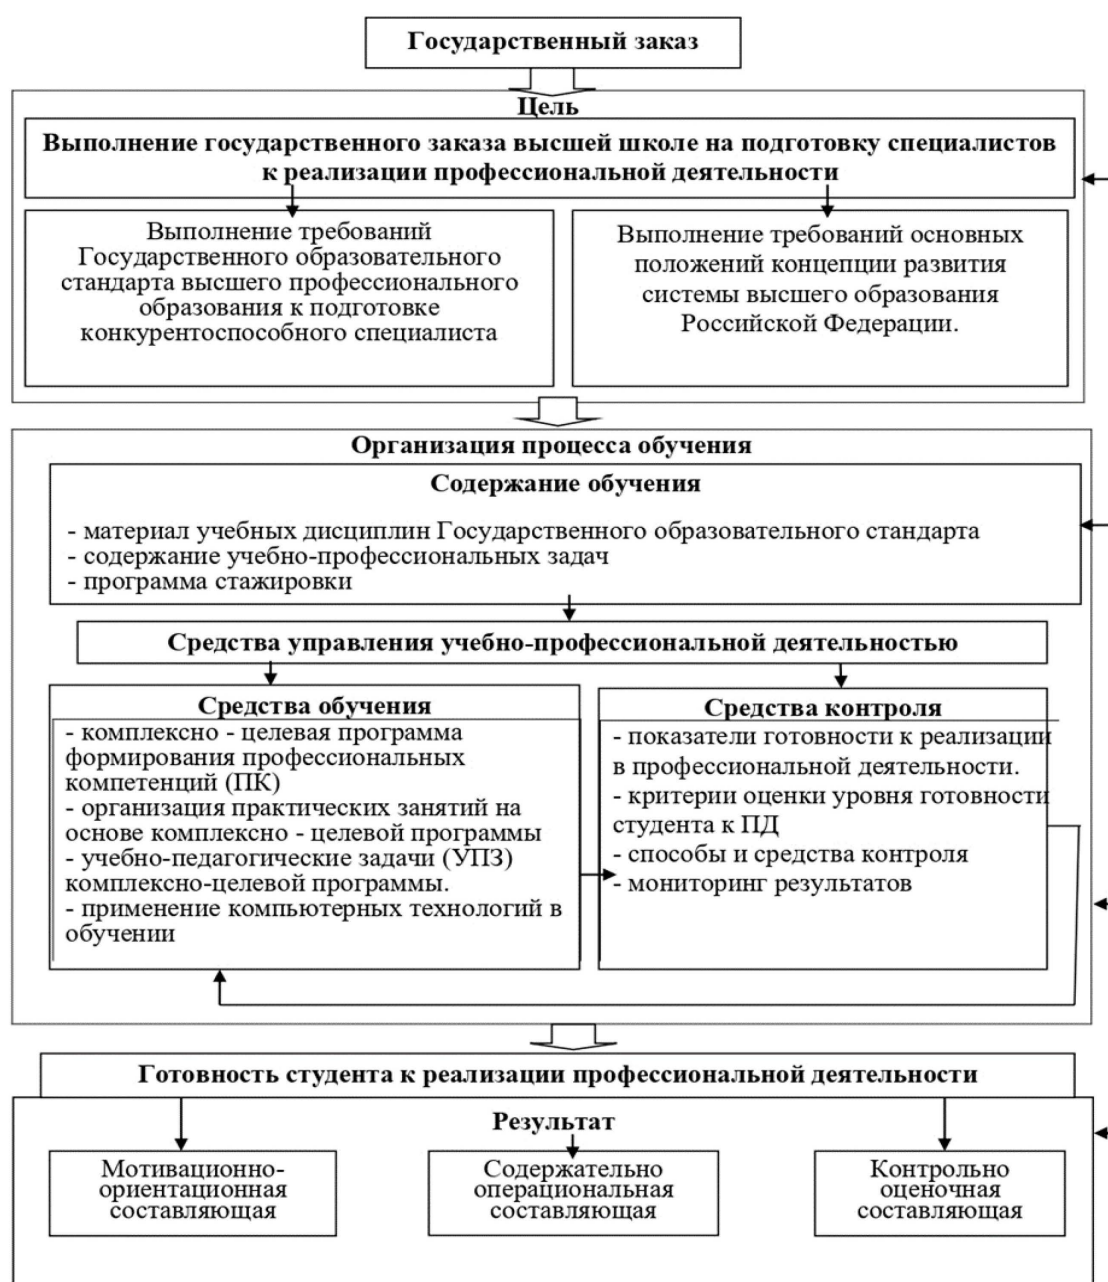 Государственный заказ
Цель
Выполнение государственного заказа высшей школе на подготовку специалистов
к реализации профессиональной деятельности
Выполнение требований
Государственного образовательного
стандарта высшего профессионального
образования к подготовке
конкурентоспособного специалиста
Выполнение требований основных
положений концепции развития
системы высшего образования
Российской Федерации.
Организация процесса обучения
Содержание обучения
- материал учебных дисциплин Государственного образовательного стандарта
- содержание учебно-профессиональных задач
- программа стажировки
Средства управления учебно-профессиональной деятельностью
Средства обучения
- комплексно - целевая программа
формирования профессиональных
компетенций (ПК)
- организация практических занятий на
основе комплексно - целевой программы
- учебно-педагогические задачи (УПЗ)
комплексно-целевой программы.
- применение компьютерных технологий в
обучении
Средства контроля
- показатели готовности к реализации
в профессиональной деятельности.
- критерии оценки уровня готовности
студента к ПД
- способы и средства контроля
- мониторинг результатов
Готовность студента к реализации профессиональной деятельности
Результат
Мотивационно-
ориентационная
составляющая
Содержательно
операциональная
составляющая
Контрольно
оценочная
составляющая